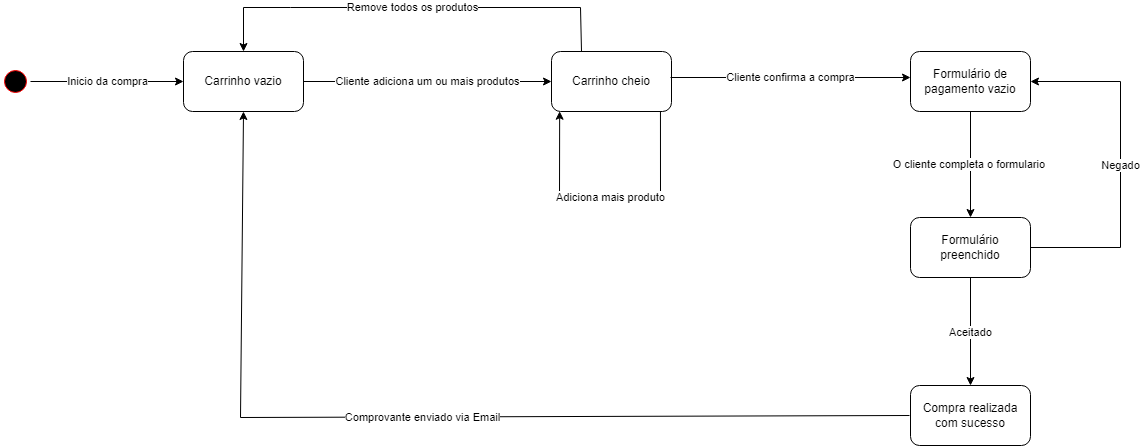 Remove todos os produtos
Inicio da compra
Carrinho vazio
Cliente adiciona um ou mais produtos
Carrinho cheio
Cliente confirma a compra
Formulário de
pagamento vazio
O cliente completa o formulario
Negado
Adiciona mais produto
Formulário
preenchido
Aceitado
Compra realizada
com sucesso
Comprovante enviado via Email